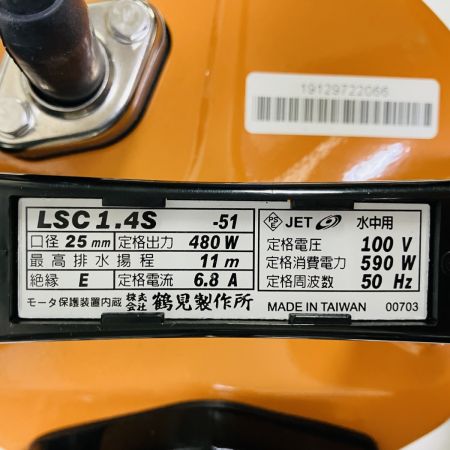 19129722066
LSC1.4S -51
口径 25 mm 定格出力 480 W
最高排水揚程 11 m
絶縁 E 定格電流 6.8 A
モータ保護装置内蔵 株式会社 鶴見製作所
PS E JET 水中用
定格電圧 100 V
定格消費電力 590 W
定格周波数 50 Hz
MADE IN TAIWAN 00703